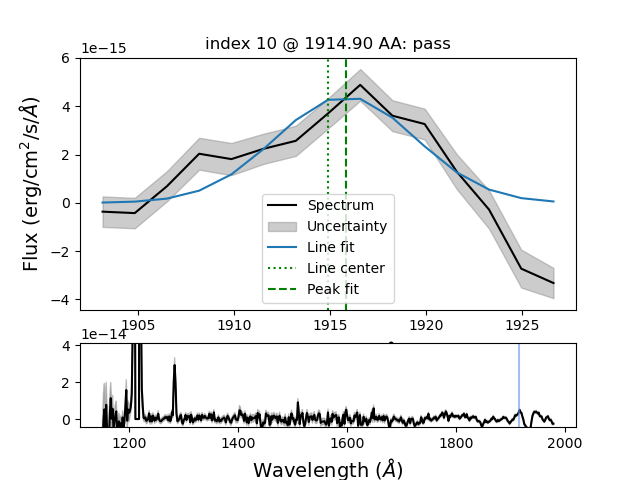 index 10 @ 1914.90 AA: pass
1e−15
6
4
2
0
−2
−4
Flux (erg/cm²/s/Å)
Spectrum
Uncertainty
Line fit
Line center
Peak fit
1905 1910 1915 1920 1925
1e−14
4
2
0
1200 1400 1600 1800 2000
Wavelength (Å)